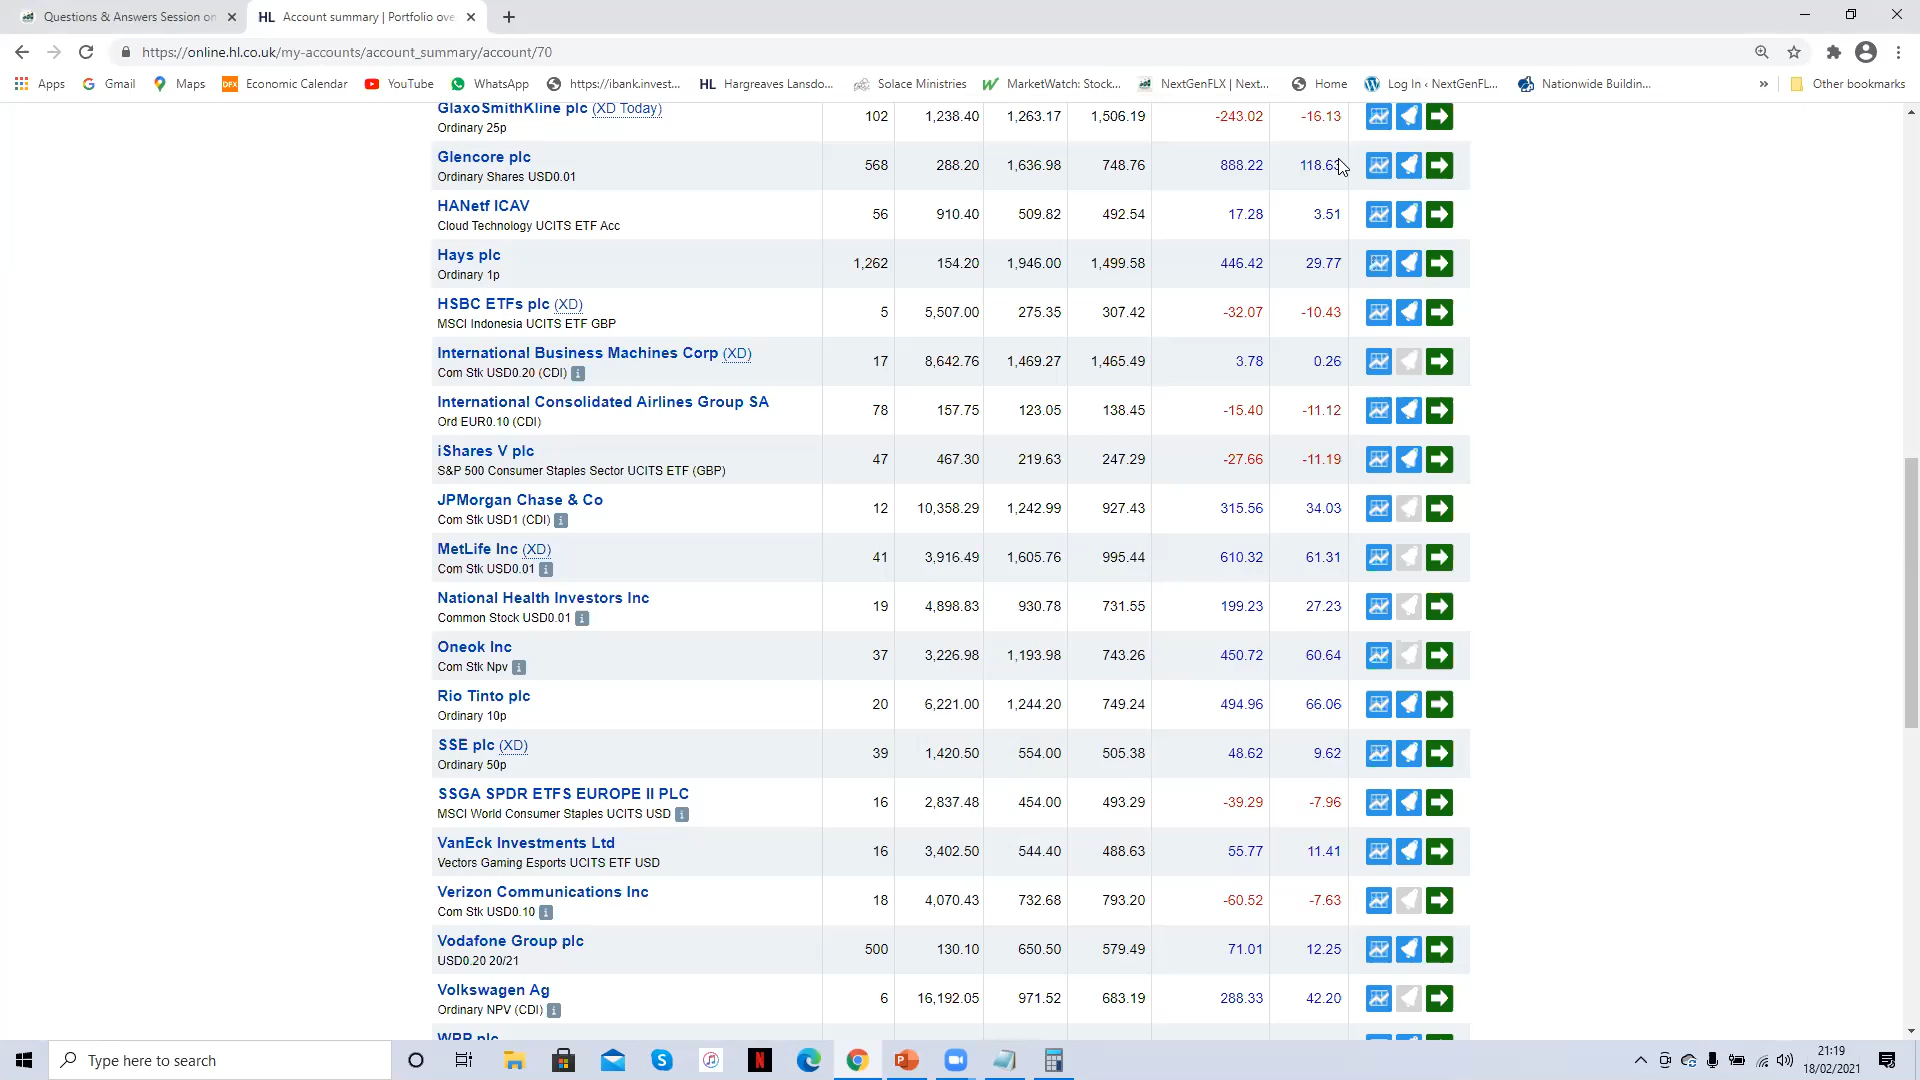 Questions & Answers Session on
HL Account summary | Portfolio ove
https://online.hl.co.uk/my-accounts/account_summary/account/70
Apps Gmail Maps DFX Economic Calendar YouTube WhatsApp https://ibank.invest... HL Hargreaves Lansdo... Solace Ministries MarketWatch: Stock... NextGenFLX | Next... Home Log In ‹ NextGenFL... Nationwide Buildin... » Other bookmarks
GlaxoSmithKline plc (XD Today) 102 1,238.40 1,263.17 1,506.19 -243.02 -16.13
Ordinary 25p
Glencore plc 568 288.20 1,636.98 748.76 888.22 118.63
Ordinary Shares USD0.01
HANetf ICAV 56 910.40 509.82 492.54 17.28 3.51
Cloud Technology UCITS ETF Acc
Hays plc 1,262 154.20 1,946.00 1,499.58 446.42 29.77
Ordinary 1p
HSBC ETFs plc (XD) 5 5,507.00 275.35 307.42 -32.07 -10.43
MSCI Indonesia UCITS ETF GBP
International Business Machines Corp (XD) 17 8,642.76 1,469.27 1,465.49 3.78 0.26
Com Stk USD0.20 (CDI) i
International Consolidated Airlines Group SA 78 157.75 123.05 138.45 -15.40 -11.12
Ord EUR0.10 (CDI)
iShares V plc 47 467.30 219.63 247.29 -27.66 -11.19
S&P 500 Consumer Staples Sector UCITS ETF (GBP)
JPMorgan Chase & Co 12 10,358.29 1,242.99 927.43 315.56 34.03
Com Stk USD1 (CDI) i
MetLife Inc (XD) 41 3,916.49 1,605.76 995.44 610.32 61.31
Com Stk USD0.01 i
National Health Investors Inc 19 4,898.83 930.78 731.55 199.23 27.23
Common Stock USD0.01 i
Oneok Inc 37 3,226.98 1,193.98 743.26 450.72 60.64
Com Stk Npv i
Rio Tinto plc 20 6,221.00 1,244.20 749.24 494.96 66.06
Ordinary 10p
SSE plc (XD) 39 1,420.50 554.00 505.38 48.62 9.62
Ordinary 50p
SSGA SPDR ETFS EUROPE II PLC 16 2,837.48 454.00 493.29 -39.29 -7.96
MSCI World Consumer Staples UCITS USD i
VanEck Investments Ltd 16 3,402.50 544.40 488.63 55.77 11.41
Vectors Gaming Esports UCITS ETF USD
Verizon Communications Inc 18 4,070.43 732.68 793.20 -60.52 -7.63
Com Stk USD0.10 i
Vodafone Group plc 500 130.10 650.50 579.49 71.01 12.25
USD0.20 20/21
Volkswagen Ag 6 16,192.05 971.52 683.19 288.33 42.20
Ordinary NPV (CDI) i
WPP plc
Type here to search
21:19
18/02/2021